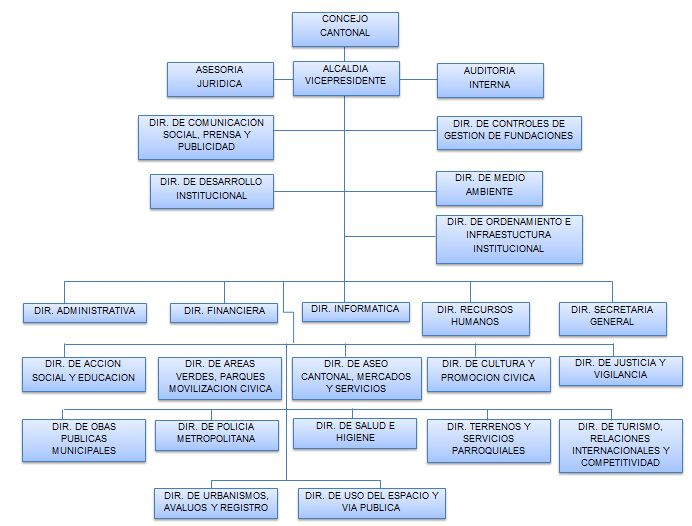 CONCEJO
CANTONAL
ASESORIA
JURIDICA
ALCALDIA
VICEPRESIDENTE
AUDITORIA
INTERNA
DIR. DE COMUNICACIÓN
SOCIAL, PRENSA Y
PUBLICIDAD
DIR. DE CONTROLES DE
GESTION DE FUNDACIONES
DIR. DE DESARROLLO
INSTITUCIONAL
DIR. DE MEDIO
AMBIENTE
DIR. DE ORDENAMIENTO E
INFRAESTUCTURA
INSTITUCIONAL
DIR. ADMINISTRATIVA
DIR. FINANCIERA
DIR. INFORMATICA
DIR. RECURSOS
HUMANOS
DIR. SECRETARIA
GENERAL
DIR. DE ACCION
SOCIAL Y EDUCACION
DIR. DE AREAS
VERDES, PARQUES
MOVILIZACION CIVICA
DIR. DE ASEO
CANTONAL, MERCADOS
Y SERVICIOS
DIR. DE CULTURA Y
PROMOCION CIVICA
DIR. DE JUSTICIA Y
VIGILANCIA
DIR. DE OBAS
PUBLICAS
MUNICIPALES
DIR. DE POLICIA
METROPOLITANA
DIR. DE SALUD E
HIGIENE
DIR. TERRENOS Y
SERVICIOS
PARROQUIALES
DIR. DE TURISMO,
RELACIONES
INTERNACIONALES Y
COMPETITIVIDAD
DIR. DE URBANISMOS,
AVALUOS Y REGISTRO
DIR. DE USO DEL ESPACIO Y
VIA PUBLICA